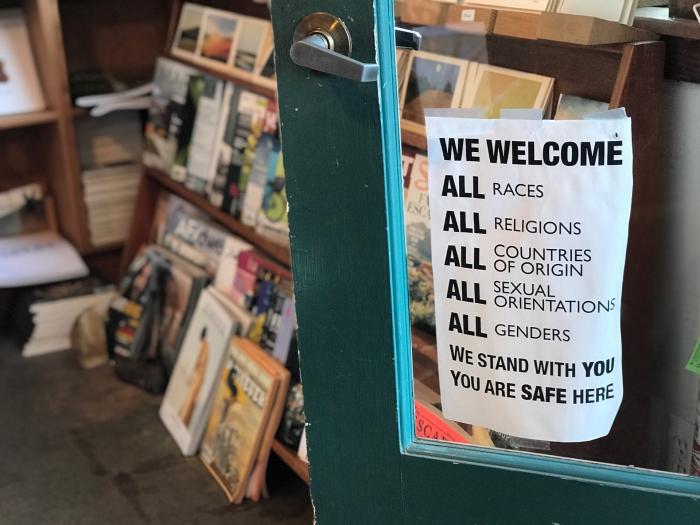 WE WELCOME
ALL RACES
ALL RELIGIONS
ALL COUNTRIES
OF ORIGIN
ALL SEXUAL
ORIENTATIONS
ALL GENDERS
WE STAND WITH YOU
YOU ARE SAFE HERE